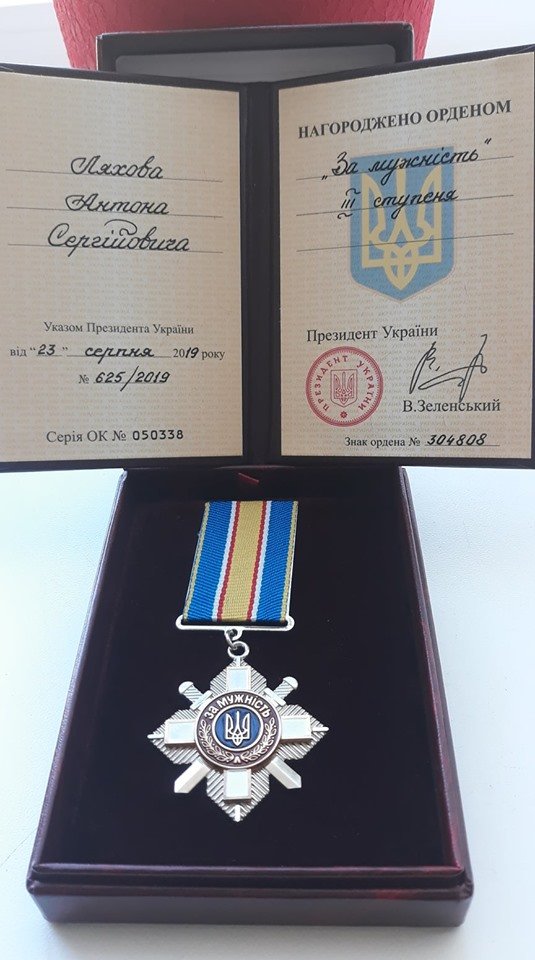 Ляхова
Антона
Сергійовича
Указом Президента України
від "23" серпня 2019 року
№ 625/2019
Серія ОК № 050338
НАГОРОДЖЕНО ОРДЕНОМ
„За мужність“
ІІІ ступеня
Президент України
ПРЕЗИДЕНТ УКРАЇНИ
В.Зеленський
Знак ордена № 304808
ЗА МУЖНІСТЬ